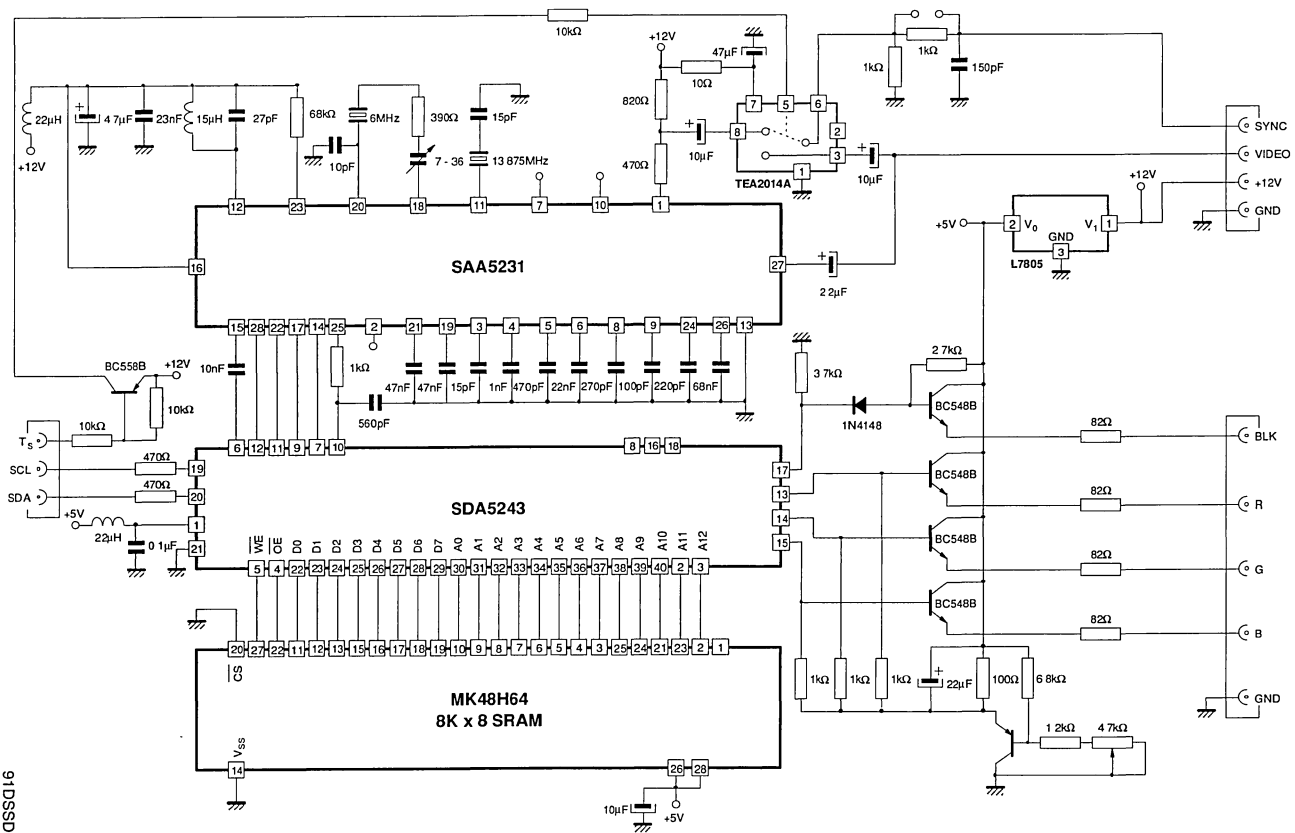 10kΩ
+12V
47µF
10Ω
820Ω
470Ω
10µF
7 5 6
8 2
3
1
TEA2014A
10µF
1kΩ
1kΩ
150pF
SYNC
VIDEO
+12V
GND
22µH
+12V
4 7µF
23nF
15µH
27pF
68kΩ
6MHz
10pF
390Ω
7 - 36
15pF
13 875MHz
12 23 20 18 11 7 10 1
16
SAA5231
27
2 2µF
+5V
2 V0
GND
3
V1 1
L7805
+12V
15 28 22 17 14 25 2 21 19 3 4 5 6 8 9 24 26 13
10nF
1kΩ
560pF
47nF
47nF
15pF
1nF
470pF
22nF
270pF
100pF
220pF
68nF
BC558B
+12V
10kΩ
10kΩ
TS
SCL
SDA
470Ω
470Ω
+5V
22µH
0 1µF
6 12 11 9 7 10 8 16 18
19
20
1
21
SDA5243
17
13
14
15
WE OE D0 D1 D2 D3 D4 D5 D6 D7 A0 A1 A2 A3 A4 A5 A6 A7 A8 A9 A10 A11 A12
5 4 22 23 24 25 26 27 28 29 30 31 32 33 34 35 36 37 38 39 40 2 3
20 27 22 11 12 13 15 16 17 18 19 10 9 8 7 6 5 4 3 25 24 21 23 2 1
CS
MK48H64
8K x 8 SRAM
VSS
14
26 28
10µF
+5V
3 7kΩ
1N4148
2 7kΩ
BC548B
82Ω
BLK
BC548B
82Ω
R
BC548B
82Ω
G
BC548B
82Ω
B
GND
1kΩ
1kΩ
1kΩ
22µF
100Ω
6 8kΩ
1 2kΩ
4 7kΩ
91DSSD